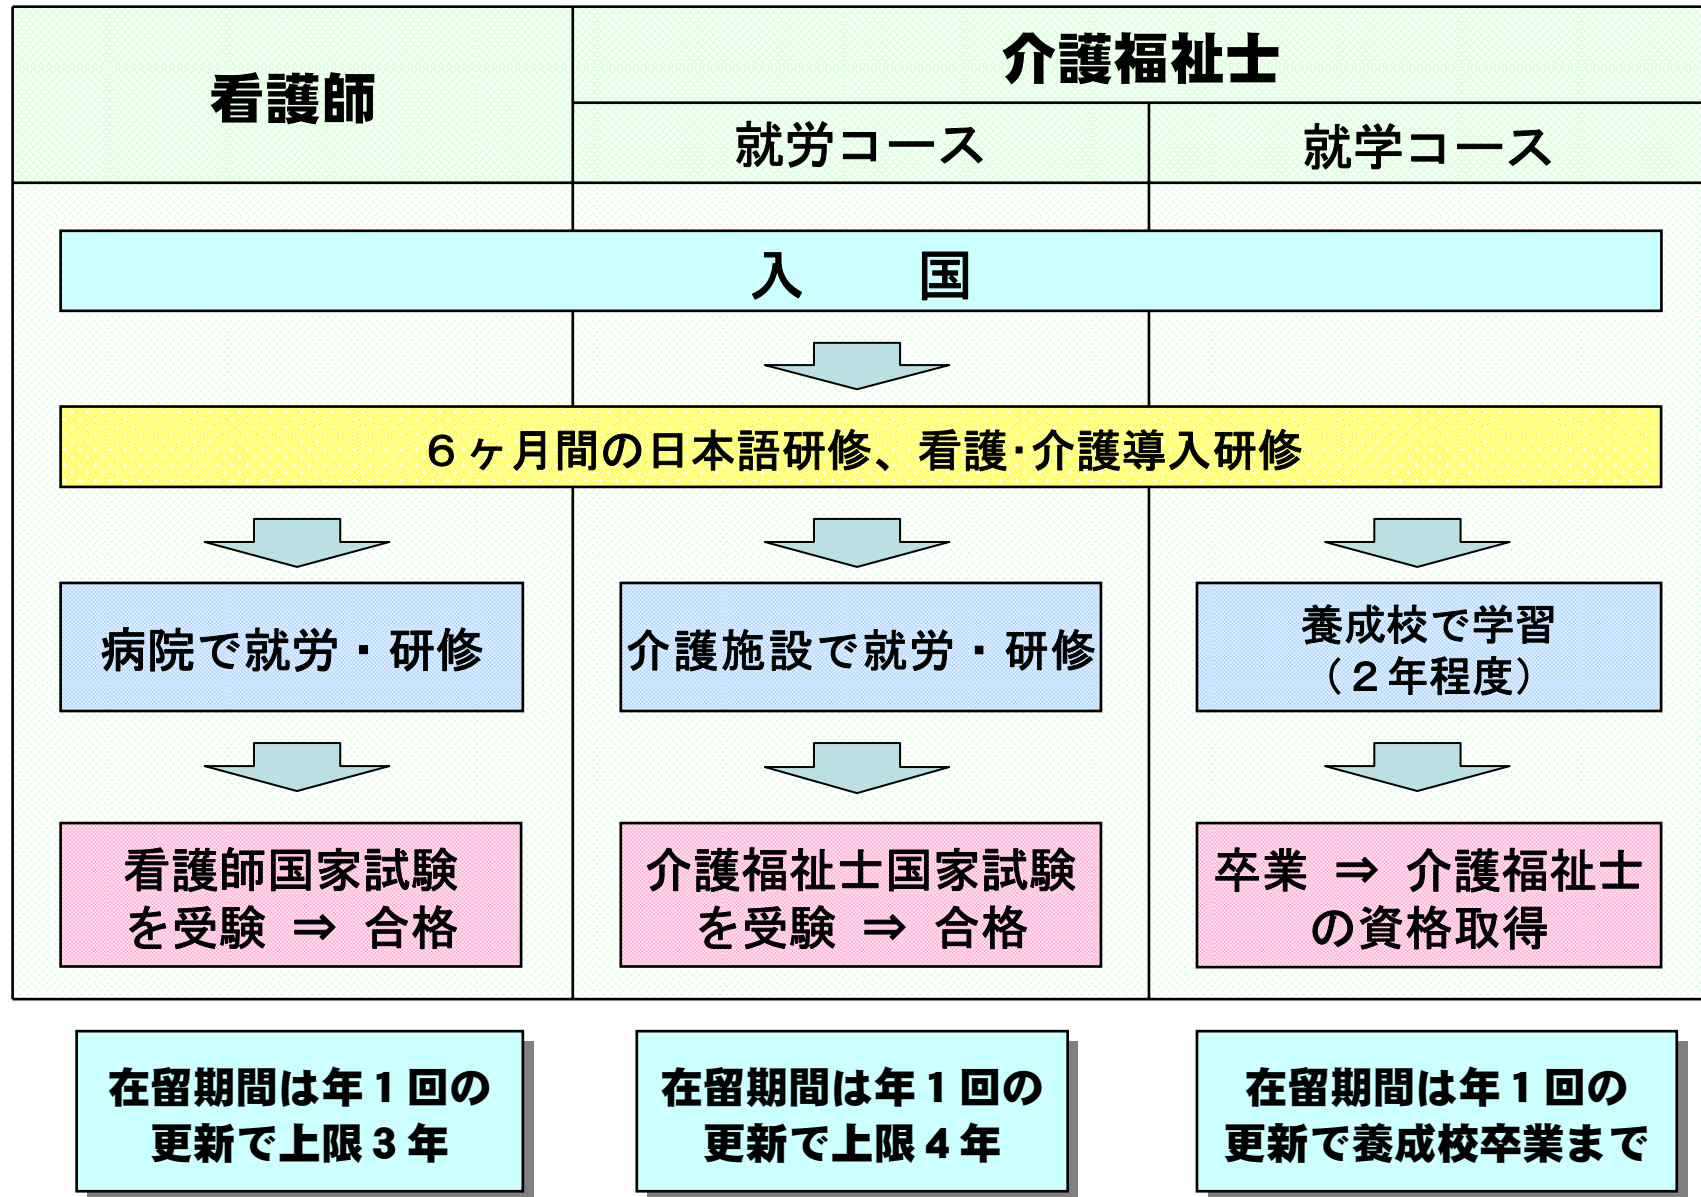 看護師
介護福祉士
就労コース
就学コース
入　国
６ヶ月間の日本語研修、看護･介護導入研修
病院で就労・研修
介護施設で就労・研修
養成校で学習
（２年程度）
看護師国家試験
を受験 ⇒ 合格
介護福祉士国家試験
を受験 ⇒ 合格
卒業 ⇒ 介護福祉士
の資格取得
在留期間は年１回の
更新で上限３年
在留期間は年１回の
更新で上限４年
在留期間は年１回の
更新で養成校卒業まで